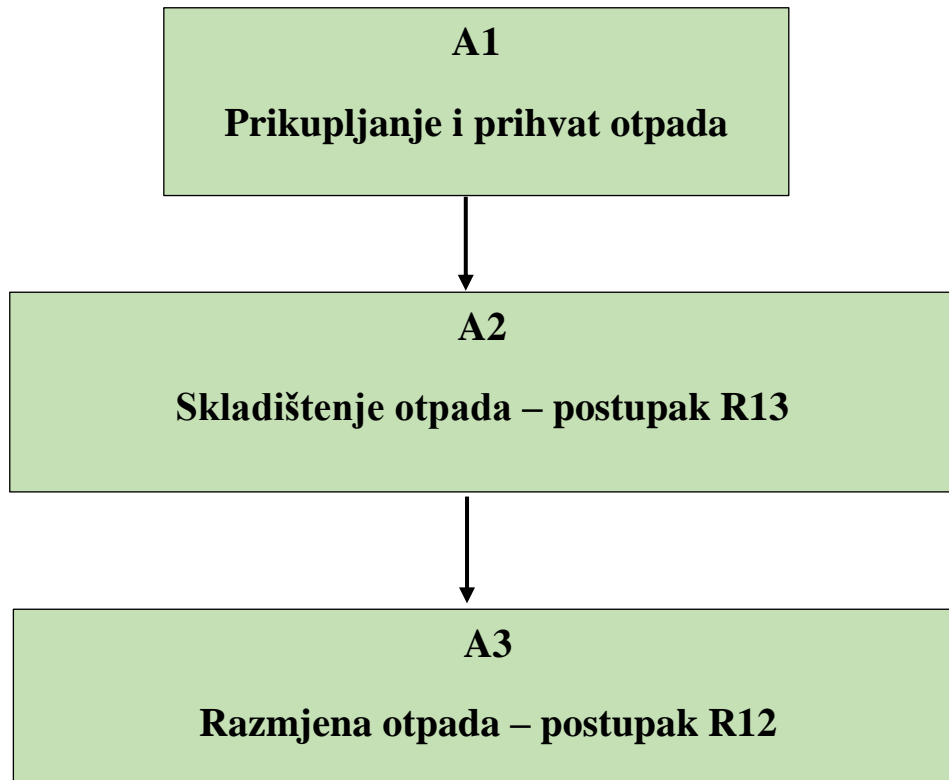 A1
Prikupljanje i prihvat otpada
A2
Skladištenje otpada – postupak R13
A3
Razmjena otpada – postupak R12